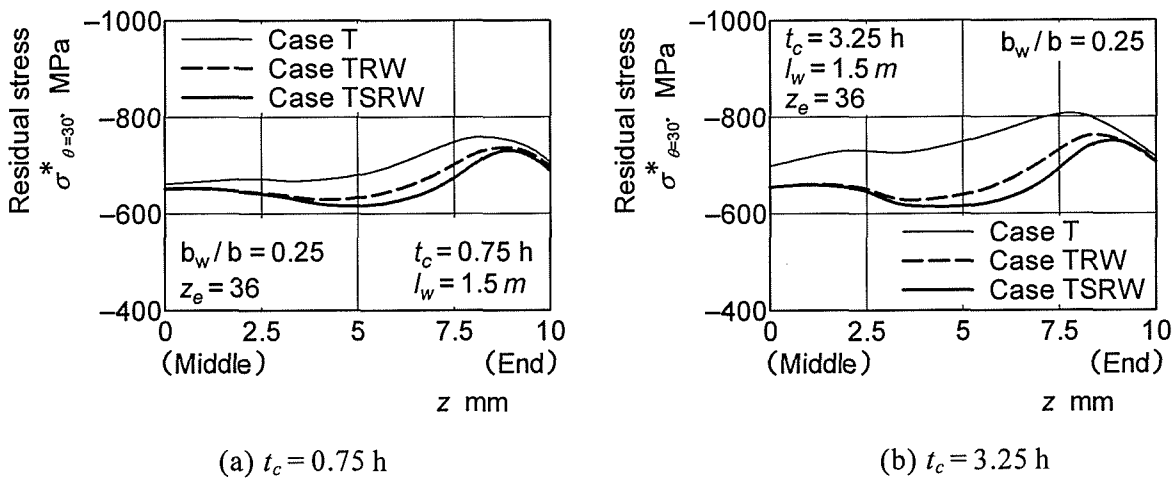 Residual stress
σ*θ=30° MPa
−1000
−800
−600
−400
Case T
Case TRW
Case TSRW
bw / b = 0.25
ze = 36
tc = 0.75 h
lw = 1.5 m
0 2.5 5 7.5 10
(Middle) (End)
z mm
(a) tc = 0.75 h
Residual stress
σ*θ=30° MPa
−1000
−800
−600
−400
tc = 3.25 h
lw = 1.5 m
ze = 36
bw / b = 0.25
Case T
Case TRW
Case TSRW
0 2.5 5 7.5 10
(Middle) (End)
z mm
(b) tc = 3.25 h